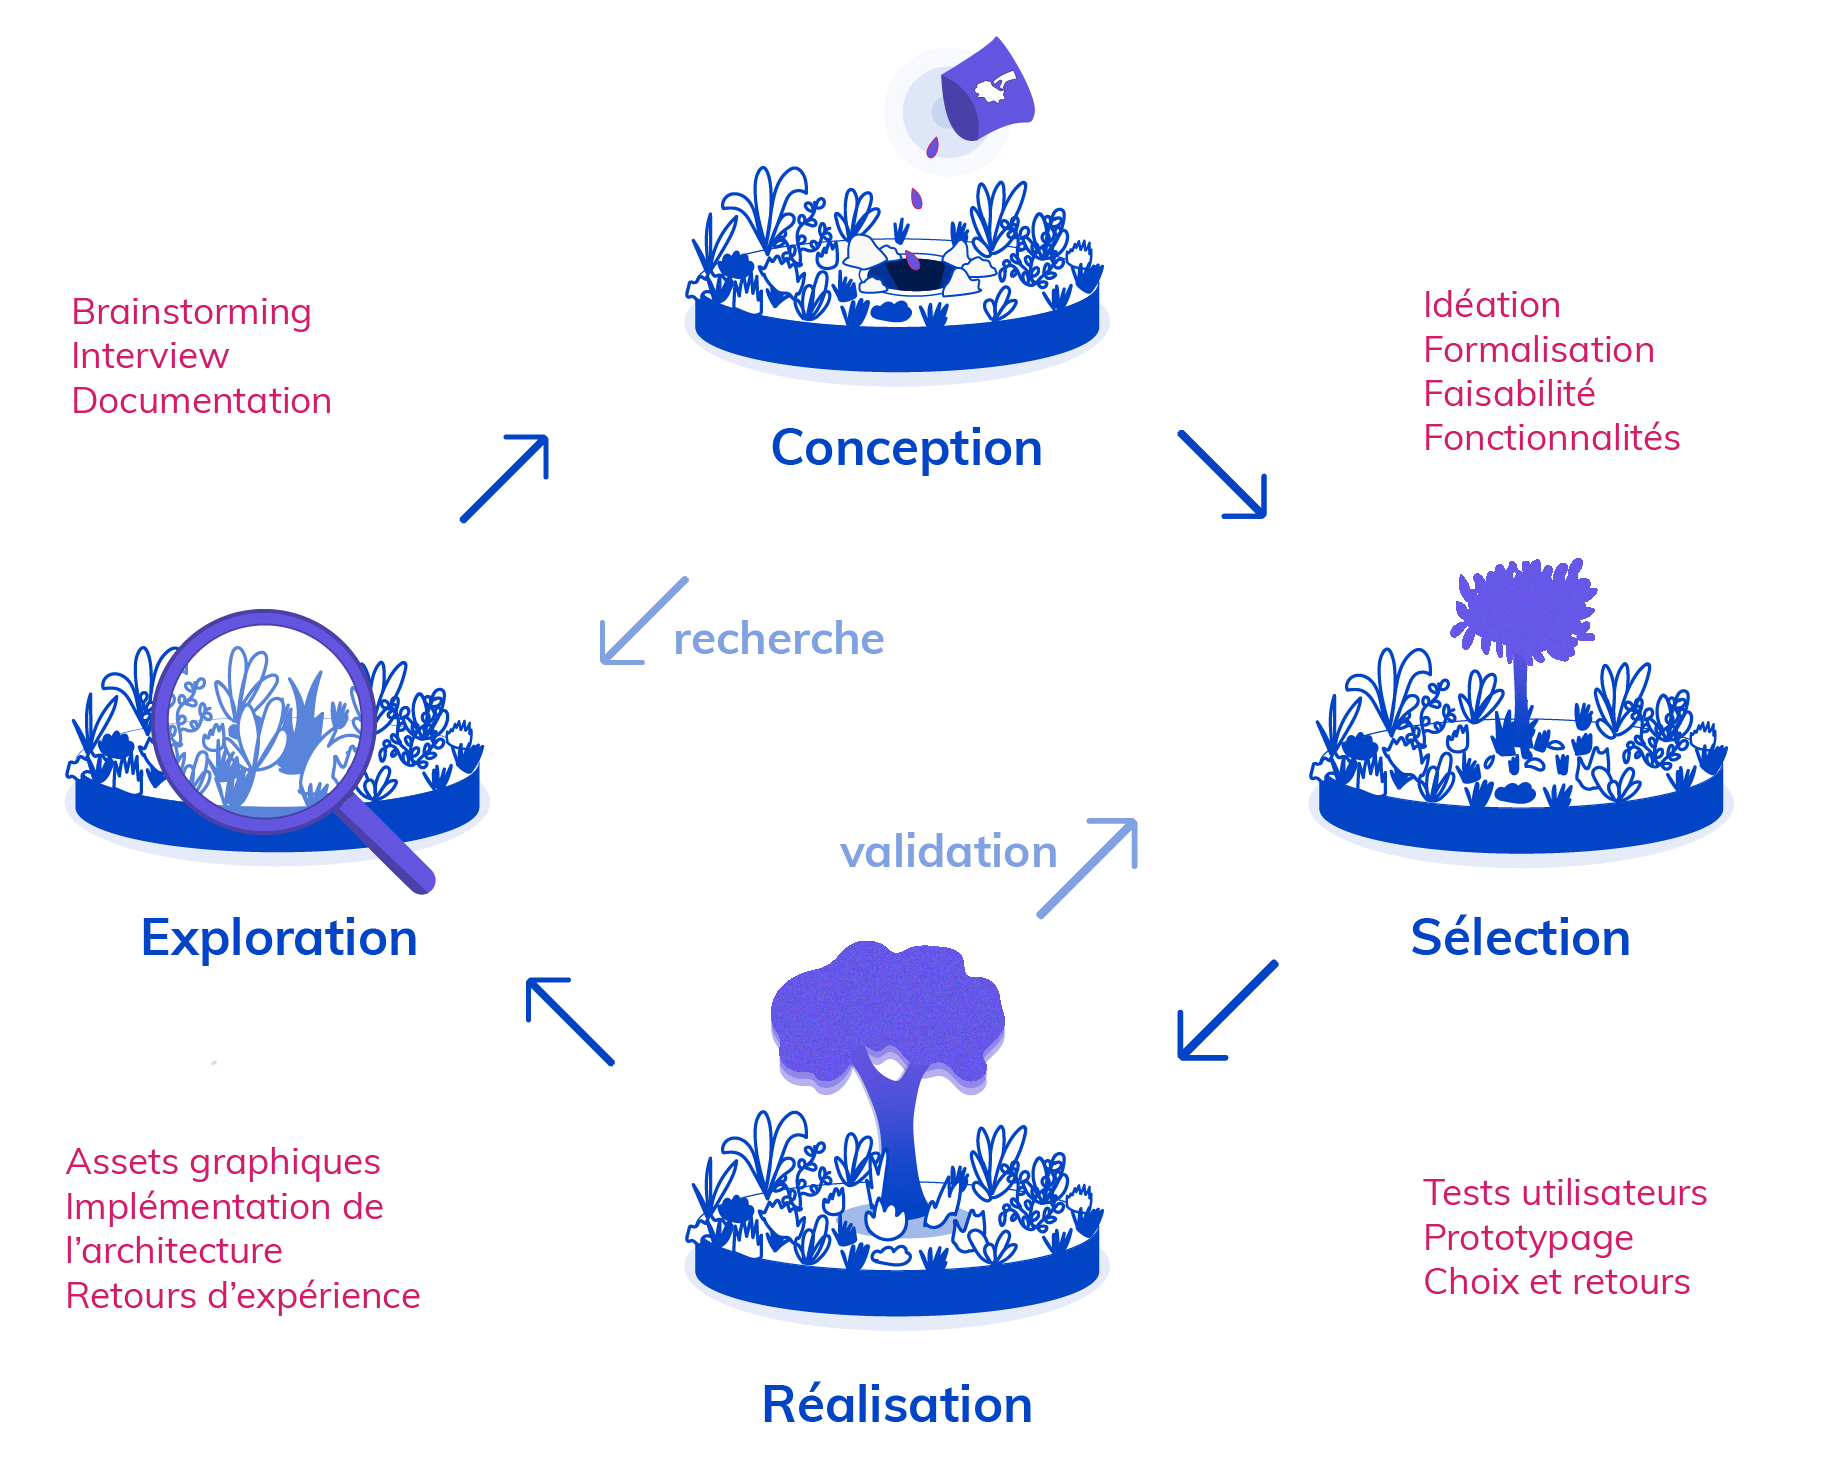 Brainstorming
Interview
Documentation
Conception
Idéation
Formalisation
Faisabilité
Fonctionnalités
recherche
validation
Exploration
Sélection
Assets graphiques
Implémentation de
l’architecture
Retours d’expérience
Tests utilisateurs
Prototypage
Choix et retours
Réalisation